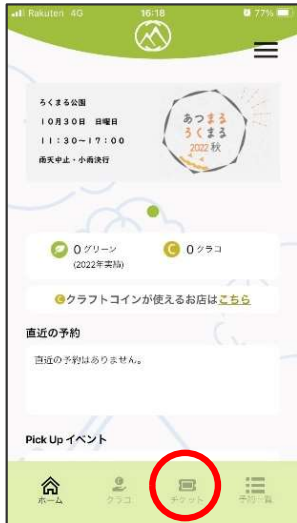 Rakuten 4G 16:18 77%
ろくまる公園
10月30日 日曜日
11:30~17:00
雨天中止・小雨決行
あつまる
ろくまる
2022 秋
0 グリーン
(2022年実施)
C 0 クラコ
Cクラフトコインが使えるお店はこちら
直近の予約
直近の予約はありません。
Pick Up イベント
ホーム クラコ チケット 予約一覧